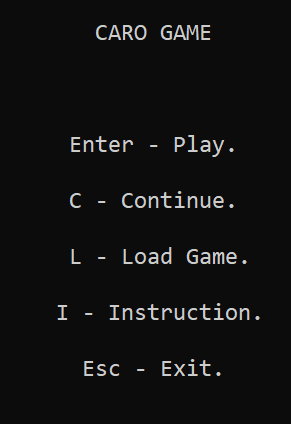 CARO GAME
Enter - Play.
C - Continue.
L - Load Game.
I - Instruction.
Esc - Exit.